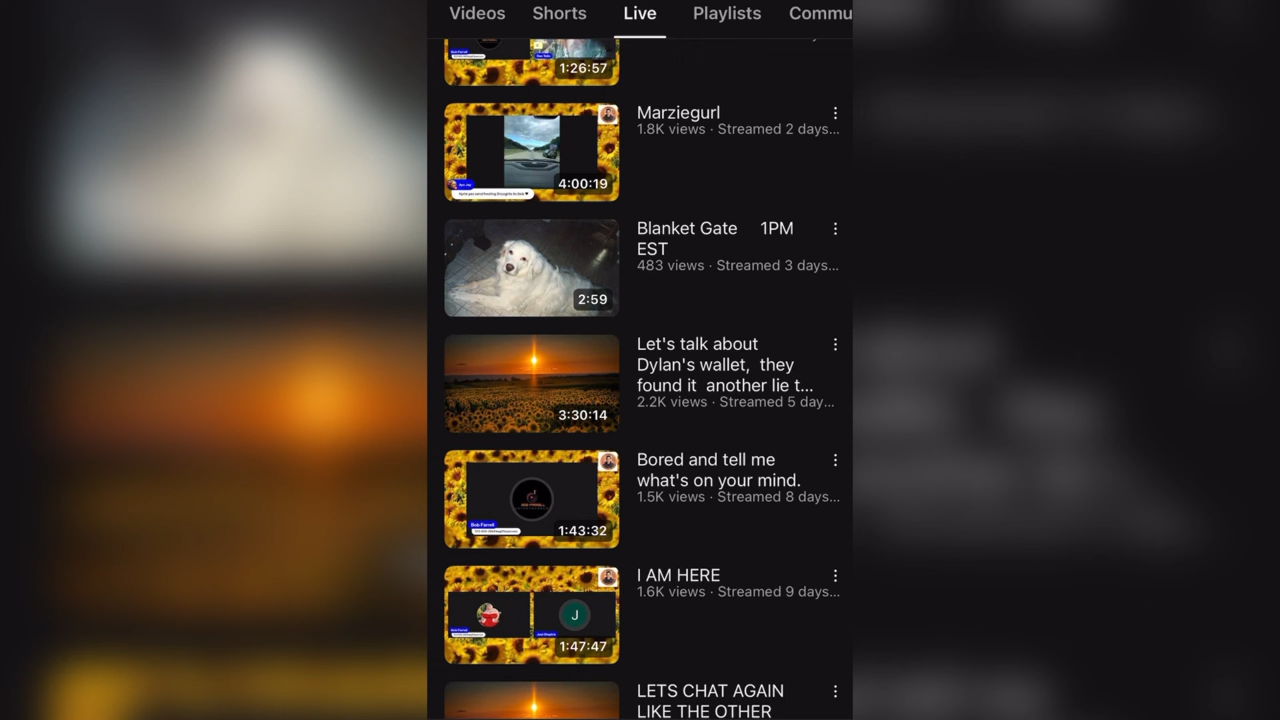 Videos Shorts Live Playlists Commu
1:26:57
Marziegurl
1.8K views · Streamed 2 days...
4:00:19
Blanket Gate 1PM
EST
483 views · Streamed 3 days...
2:59
Let's talk about
Dylan's wallet, they
found it another lie t...
2.2K views · Streamed 5 day...
3:30:14
Bored and tell me
what's on your mind.
1.5K views · Streamed 8 days...
Bob Farrell
1:43:32
I AM HERE
1.6K views · Streamed 9 days...
J
1:47:47
LETS CHAT AGAIN
LIKE THE OTHER